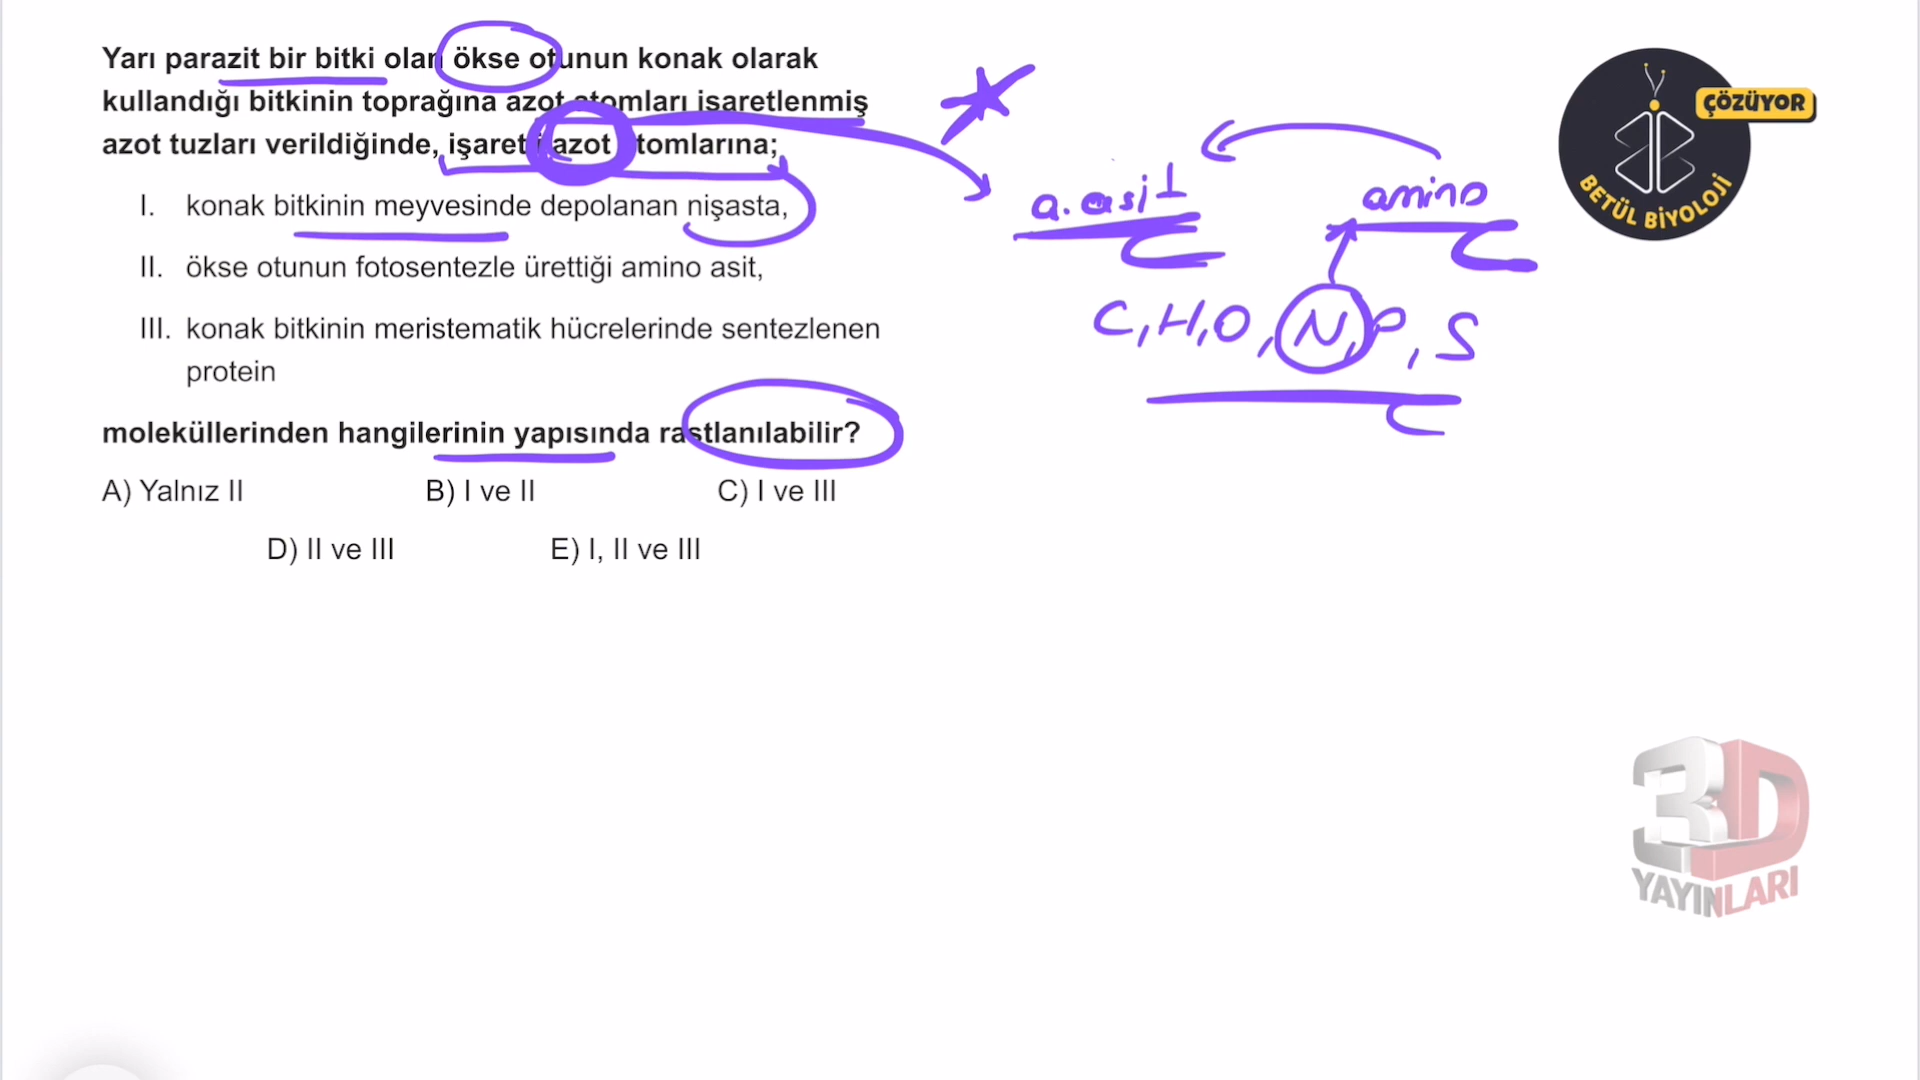 Yarı parazit bir bitki olan ökse otunun konak olarak
kullandığı bitkinin toprağına azot atomları işaretlenmiş
azot tuzları verildiğinde, işaretli azot atomlarına;
I. konak bitkinin meyvesinde depolanan nişasta,
II. ökse otunun fotosentezle ürettiği amino asit,
III. konak bitkinin meristematik hücrelerinde sentezlenen
protein
moleküllerinden hangilerinin yapısında rastlanılabilir?
A) Yalnız II B) I ve II C) I ve III
D) II ve III E) I, II ve III
a. asit
amino
C, H, O, N, P, S
ÇÖZÜYOR
BETÜL BİYOLOJİ
3D
YAYINLARI